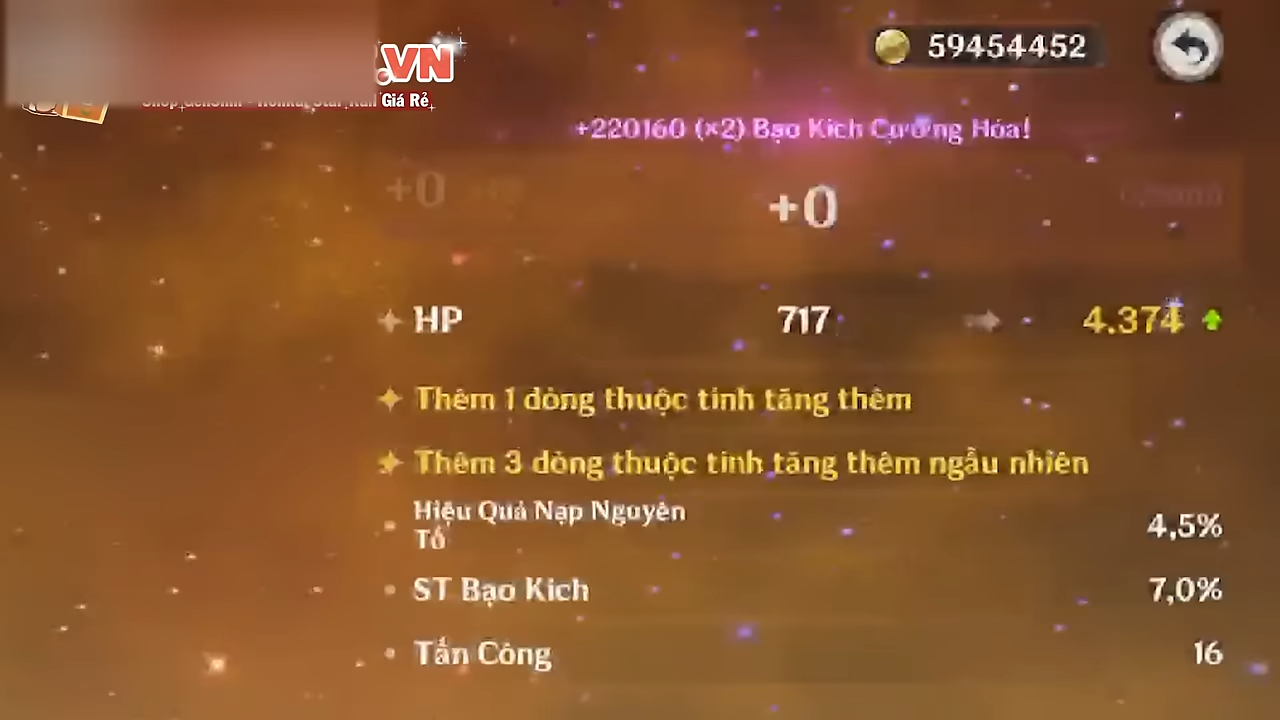 .VN
Giá Rẻ
59454452
+220160 (×2) Bạo Kích Cường Hóa!
+0
+0
HP 717 4.374
Thêm 1 dòng thuộc tính tăng thêm
Thêm 3 dòng thuộc tính tăng thêm ngẫu nhiên
Hiệu Quả Nạp Nguyên
Tố 4,5%
ST Bạo Kích 7,0%
Tấn Công 16